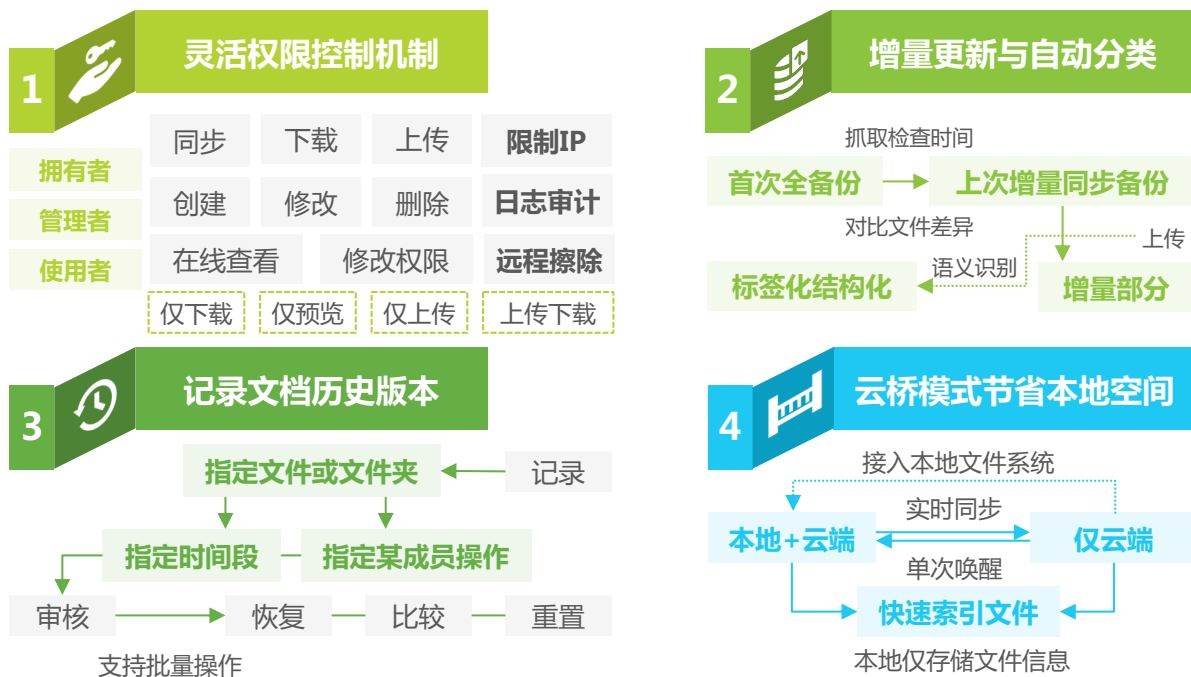 1
灵活权限控制机制
拥有者
管理者
使用者
同步
下载
上传
限制IP
创建
修改
删除
日志审计
在线查看
修改权限
远程擦除
仅下载
仅预览
仅上传
上传下载
2
增量更新与自动分类
抓取检查时间
首次全备份
上次增量同步备份
对比文件差异
上传
语义识别
标签化结构化
增量部分
3
记录文档历史版本
指定文件或文件夹
记录
指定时间段
指定某成员操作
审核
恢复
比较
重置
支持批量操作
4
云桥模式节省本地空间
接入本地文件系统
实时同步
本地+云端
仅云端
单次唤醒
快速索引文件
本地仅存储文件信息